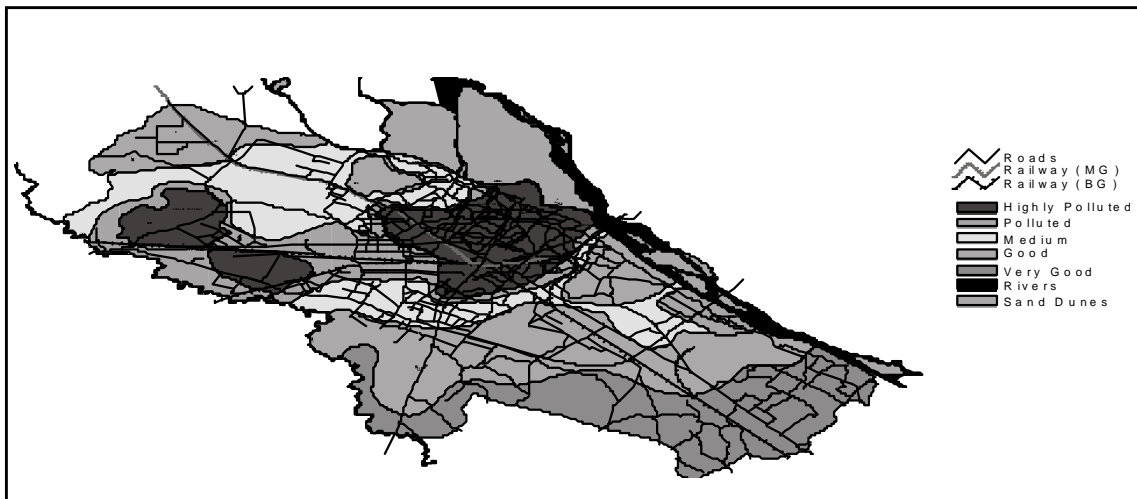 Roads
Railway (MG)
Railway (BG)
Highly Polluted
Polluted
Medium
Good
Very Good
Rivers
Sand Dunes